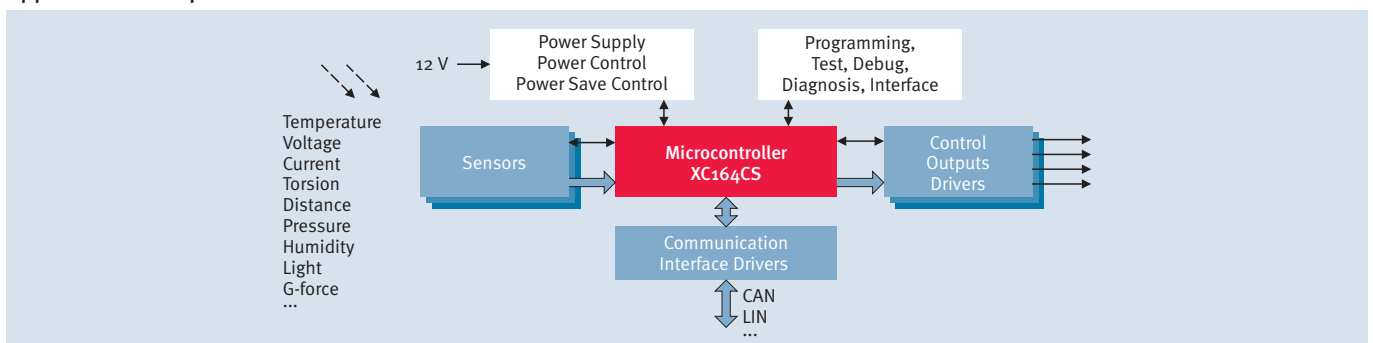 12 V
Power Supply
Power Control
Power Save Control
Programming,
Test, Debug,
Diagnosis, Interface
Temperature
Voltage
Current
Torsion
Distance
Pressure
Humidity
Light
G-force
...
Sensors
Microcontroller
XC164CS
Control
Outputs
Drivers
Communication
Interface Drivers
CAN
LIN
...